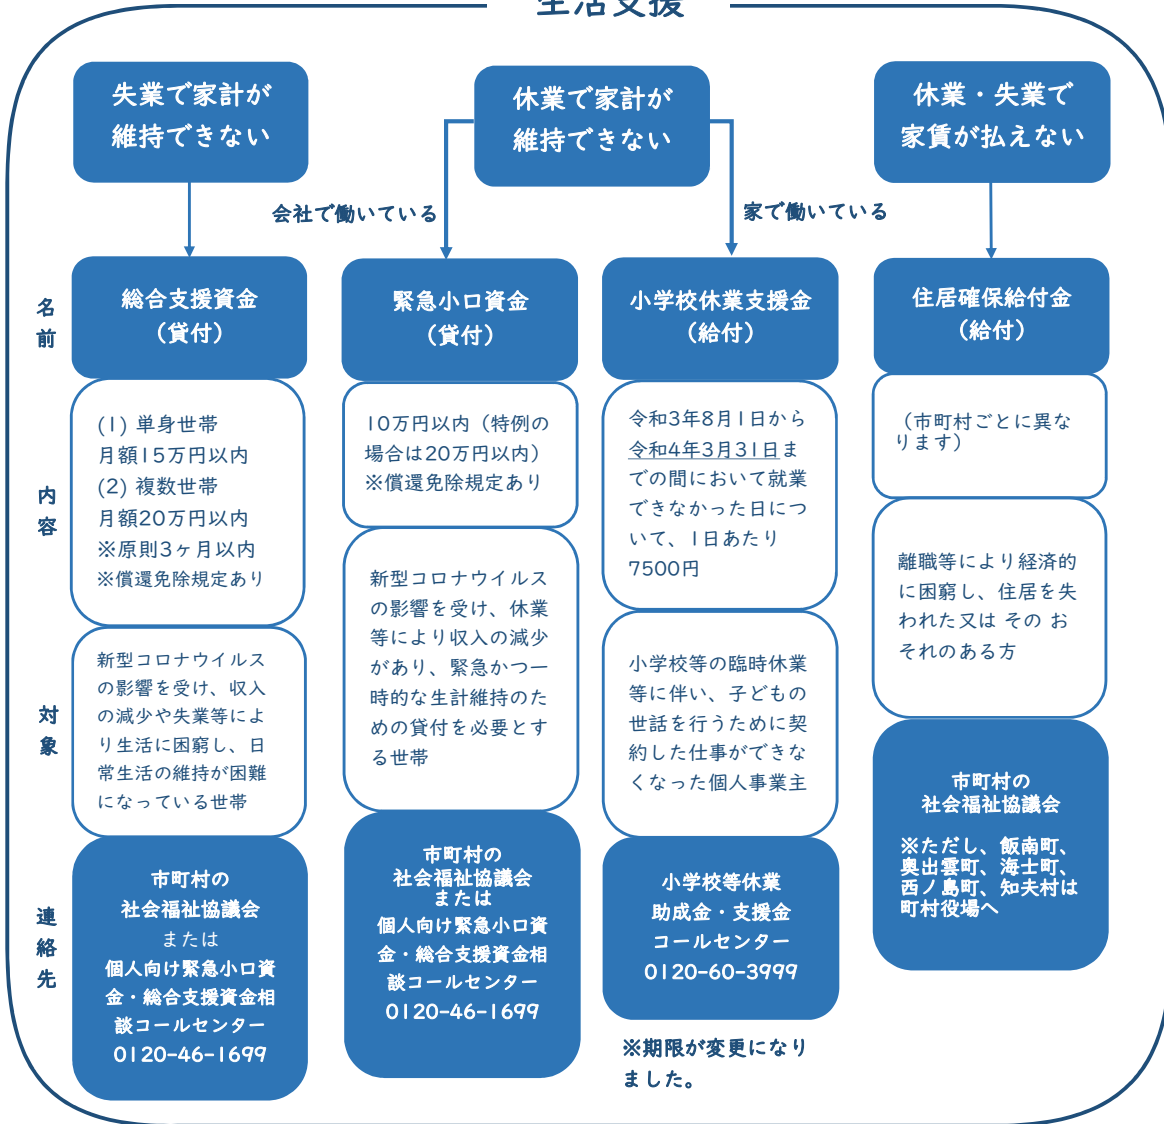 生活支援
失業で家計が
維持できない
休業で家計が
維持できない
休業・失業で
家賃が払えない
会社で働いている
家で働いている
名
前
総合支援資金
（貸付）
緊急小口資金
（貸付）
小学校休業支援金
（給付）
住居確保給付金
（給付）
内
容
(1) 単身世帯
月額15万円以内
(2) 複数世帯
月額20万円以内
※原則3ヶ月以内
※償還免除規定あり
10万円以内（特例の
場合は20万円以内）
※償還免除規定あり
令和3年8月1日から
令和4年3月31日ま
での間において就業
できなかった日につ
いて、1日あたり
7500円
（市町村ごとに異な
ります）
対
象
新型コロナウイルス
の影響を受け、収入
の減少や失業等によ
り生活に困窮し、日
常生活の維持が困難
になっている世帯
新型コロナウイルス
の影響を受け、休業
等により収入の減少
があり、緊急かつ一
時的な生計維持のた
めの貸付を必要とす
る世帯
小学校等の臨時休業
等に伴い、子どもの
世話を行うために契
約した仕事ができな
くなった個人事業主
離職等により経済的
に困窮し、住居を失
われた又は その お
それのある方
連
絡
先
市町村の
社会福祉協議会
または
個人向け緊急小口資
金・総合支援資金相
談コールセンター
0120-46-1699
市町村の
社会福祉協議会
または
個人向け緊急小口資
金・総合支援資金相
談コールセンター
0120-46-1699
小学校等休業
助成金・支援金
コールセンター
0120-60-3999
市町村の
社会福祉協議会
※ただし、飯南町、
奥出雲町、海士町、
西ノ島町、知夫村は
町村役場へ
※期限が変更になり
ました。